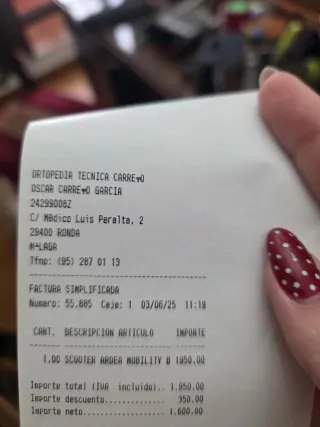 ORTOPEDIA TECNICA CARRE¬O
OSCAR CARRE¬O GARCIA
24299008Z
C/ Médico Luis Peralta, 2
29400 RONDA
M-LAGA
Tfno: (95) 287 01 13
FACTURA SIMPLIFICADA
Numero: 55.885 Caja: 1 03/06/25 11:19
CANT. DESCRIPCION ARTICULO IMPORTE
1,00 SCOOTER ARDEA MOBILITY B 1950.00
Importe total (IVA incluido).. 1.950.00
Importe descuento.............. 350.00
Importe neto................... 1.600.00